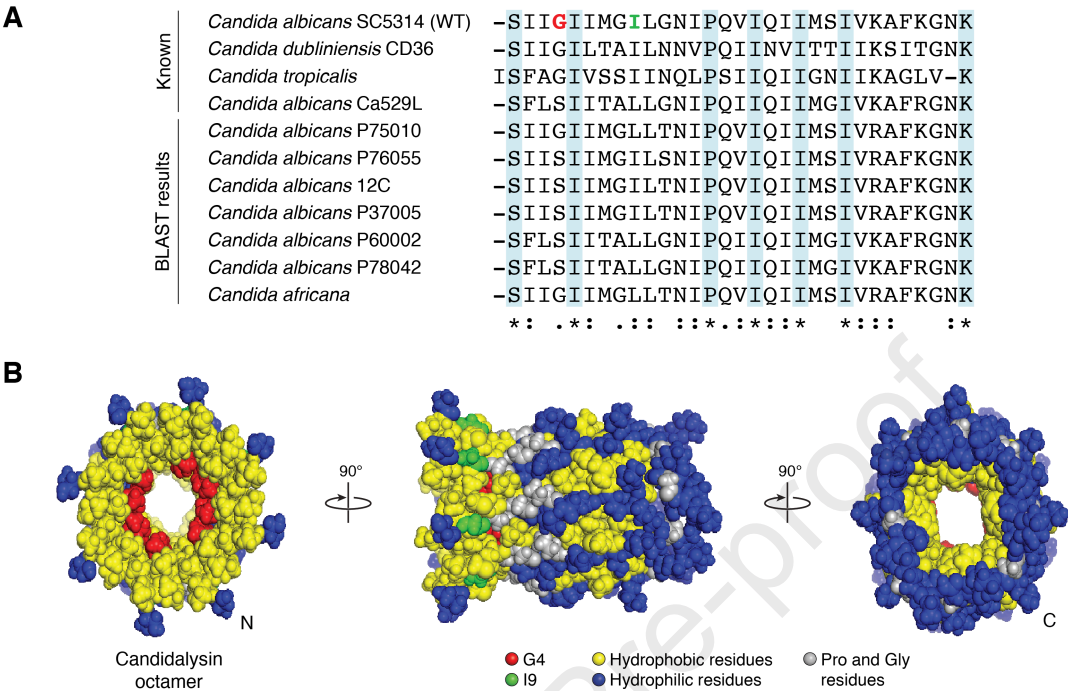 A
Known
BLAST results
Candida albicans SC5314 (WT) –SIIGIIMGILGNIPQVIQIIMSIVKAFKGNK
Candida dubliniensis CD36 –SIIGILTAILNNVPQIINVITTIIKSITGNK
Candida tropicalis ISFAGIVSSIINQLPSIIQIIGNIIKAGLV–K
Candida albicans Ca529L –SFLSIITALLGNIPQIIQIIMGIVKAFRGNK
Candida albicans P75010 –SIIGIIMGLLTNIPQVIQIIMSIVRAFKGNK
Candida albicans P76055 –SIISIIMGILSNIPQVIQIIMSIVRAFKGNK
Candida albicans 12C –SIISIIMGILTNIPQVIQIIMSIVRAFKGNK
Candida albicans P37005 –SIISIIMGILTNIPQVIQIIMSIVRAFKGNK
Candida albicans P60002 –SFLSIITALLGNIPQIIQIIMGIVKAFRGNK
Candida albicans P78042 –SFLSIITALLGNIPQIIQIIMGIVKAFRGNK
Candida africana –SIIGIIMGLLTNIPQVIQIIMSIVRAFKGNK
*: .*: .:: ::*.:*::* *::: :*
B
90°
90°
N
C
Candidalysin
octamer
G4
I9
Hydrophobic residues
Hydrophilic residues
Pro and Gly
residues
pre-proof